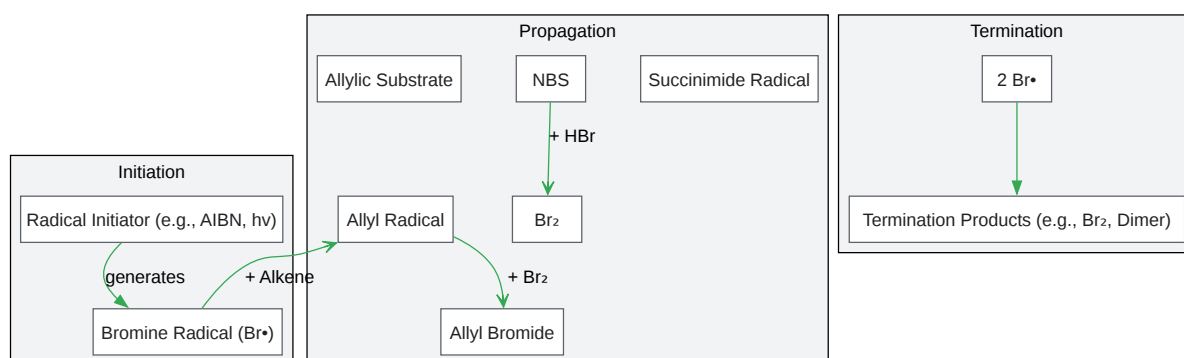 Propagation
Termination
Allylic Substrate
NBS
Succinimide Radical
2 Br•
+ HBr
Initiation
Radical Initiator (e.g., AIBN, hν)
Allyl Radical
Br₂
Termination Products (e.g., Br₂, Dimer)
generates
+ Alkene
+ Br₂
Bromine Radical (Br•)
Allyl Bromide